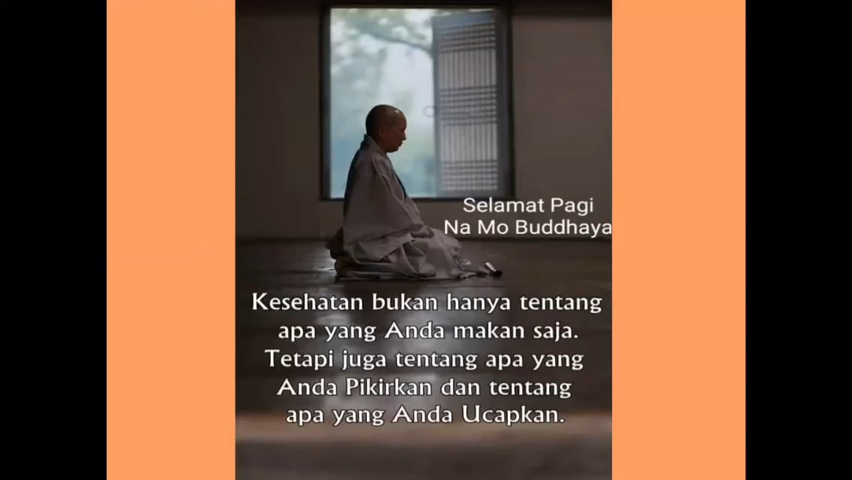 Selamat Pagi
Na Mo Buddhaya
Kesehatan bukan hanya tentang
apa yang Anda makan saja.
Tetapi juga tentang apa yang
Anda Pikirkan dan tentang
apa yang Anda Ucapkan.